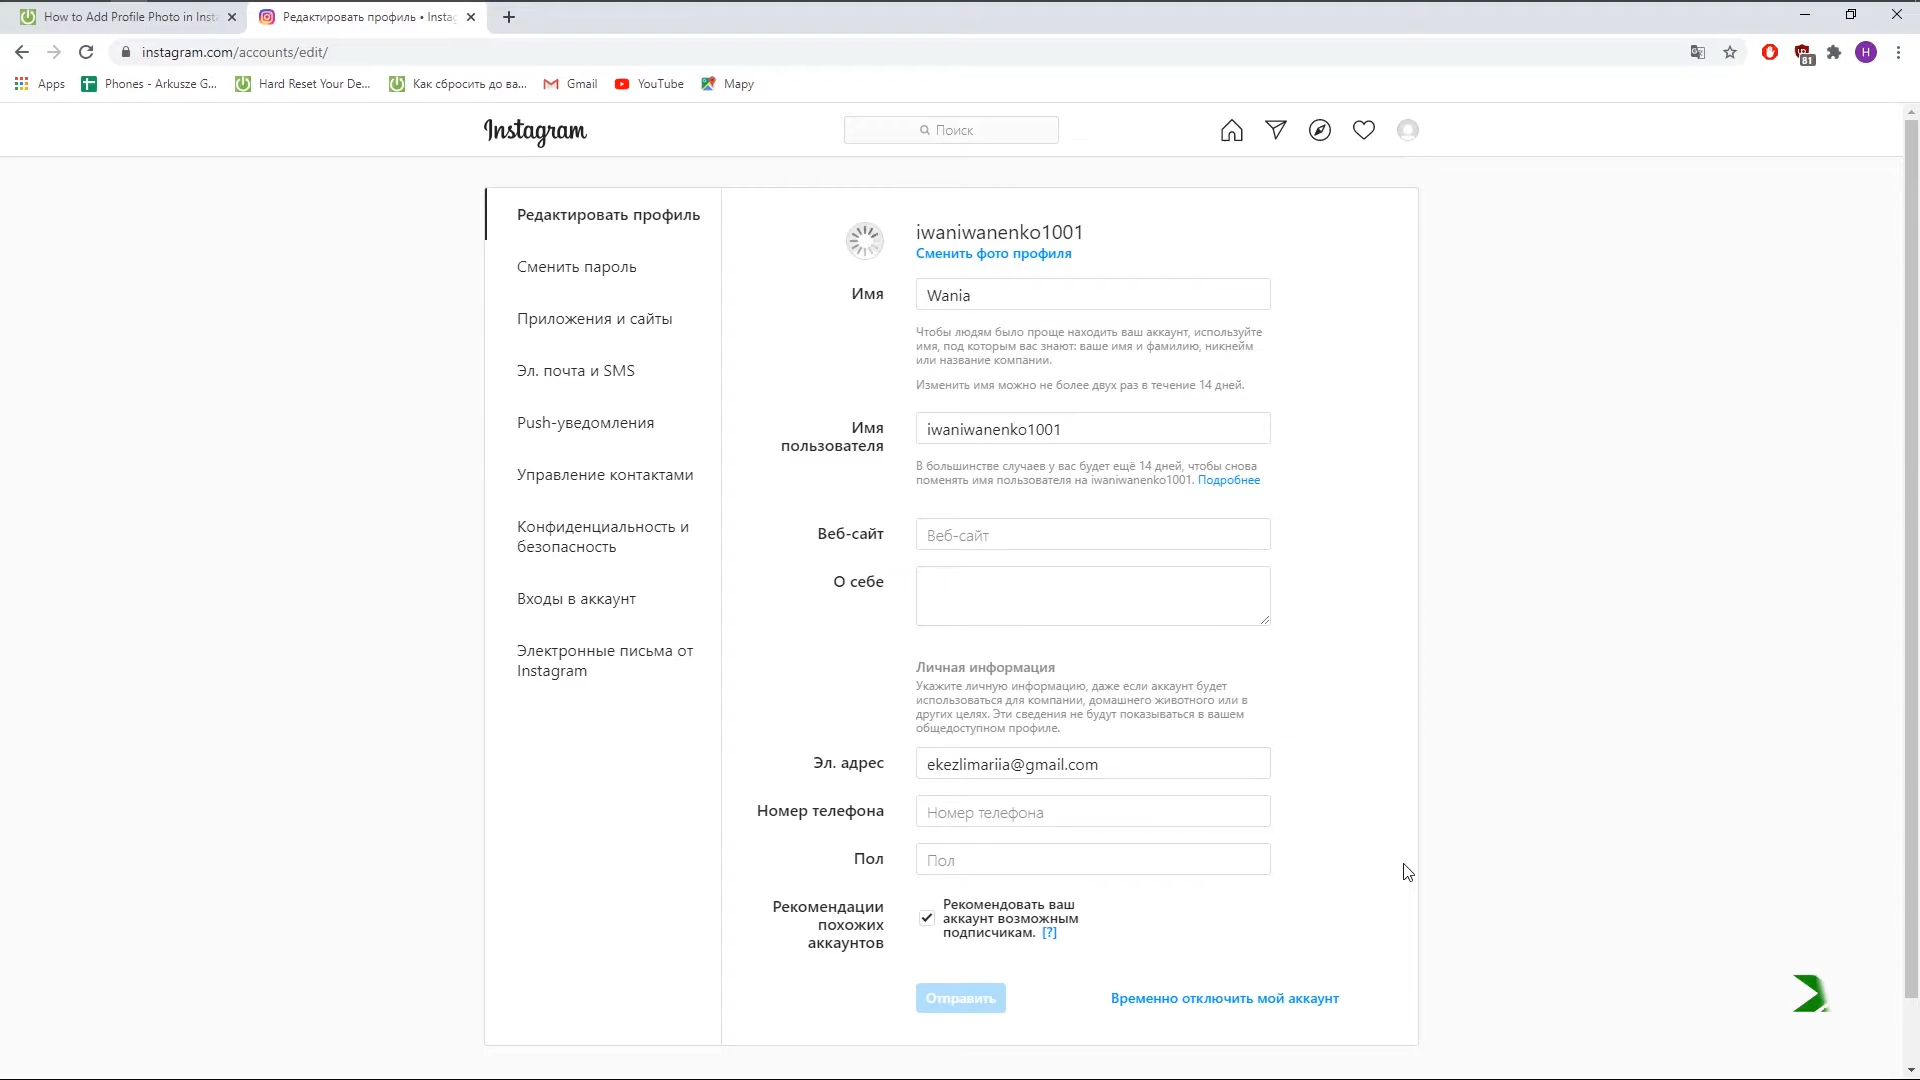 How to Add Profile Photo in Inst
Редактировать профиль • Instag
instagram.com/accounts/edit/
81
H
Apps
Phones - Arkusze G...
Hard Reset Your De...
Как сбросить до ва...
Gmail
YouTube
Mapy
Instagram
Поиск
Редактировать профиль
Сменить пароль
Приложения и сайты
Эл. почта и SMS
Push-уведомления
Управление контактами
Конфиденциальность и
безопасность
Входы в аккаунт
Электронные письма от
Instagram
iwaniwanenko1001
Сменить фото профиля
Имя
Wania
Чтобы людям было проще находить ваш аккаунт, используйте
имя, под которым вас знают: ваше имя и фамилию, никнейм
или название компании.
Изменить имя можно не более двух раз в течение 14 дней.
Имя
пользователя
iwaniwanenko1001
В большинстве случаев у вас будет ещё 14 дней, чтобы снова
поменять имя пользователя на iwaniwanenko1001. Подробнее
Веб-сайт
Веб-сайт
О себе
Личная информация
Укажите личную информацию, даже если аккаунт будет
использоваться для компании, домашнего животного или в
других целях. Эти сведения не будут показываться в вашем
общедоступном профиле.
Эл. адрес
ekezlimariia@gmail.com
Номер телефона
Номер телефона
Пол
Пол
Рекомендации
похожих
аккаунтов
Рекомендовать ваш
аккаунт возможным
подписчикам. [?]
Отправить
Временно отключить мой аккаунт